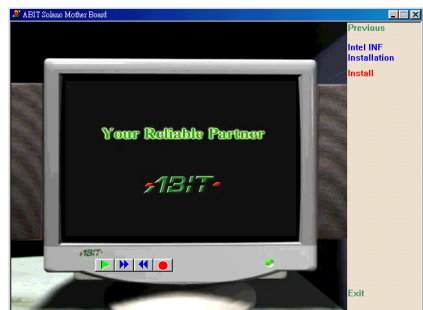 ABIT Solano Mother Board
Previous
Intel INF
Installation
Install
Your Reliable Partner
ABIT
ABIT
Exit